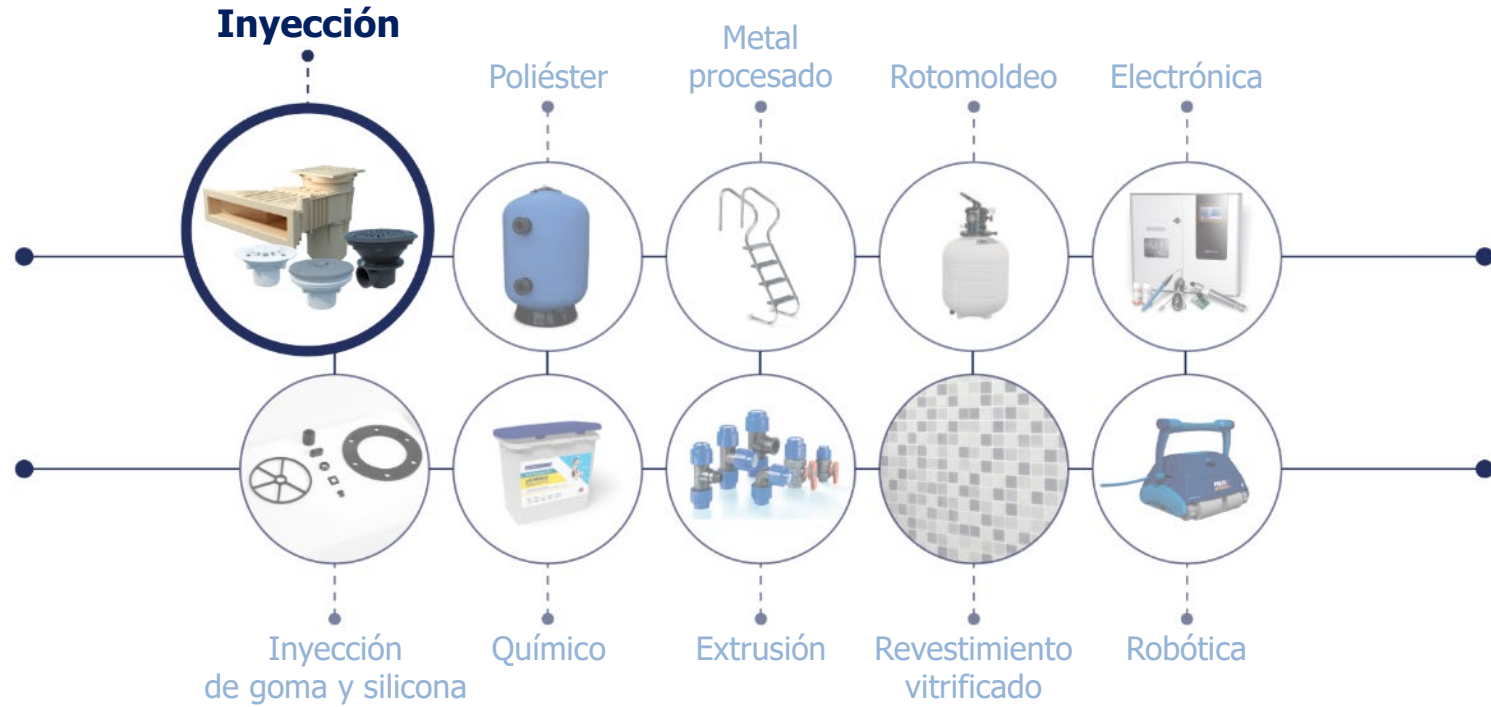 Inyección
Poliéster
Metal
procesado
Rotomoldeo
Electrónica
Inyección
de goma y silicona
Químico
Extrusión
Revestimiento
vitrificado
Robótica